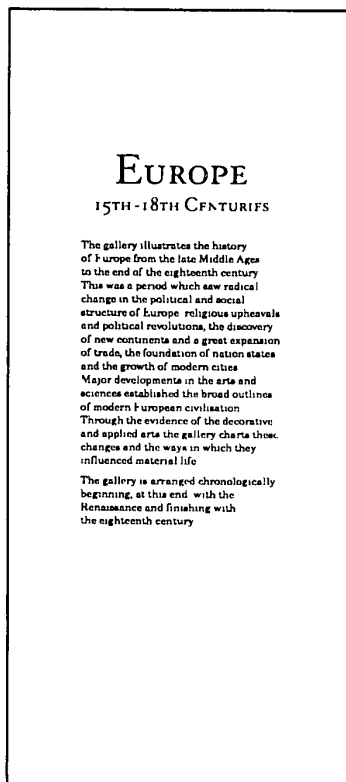 EUROPE
15TH-18TH CENTURIES
The gallery illustrates the history
of Europe from the late Middle Ages
to the end of the eighteenth century
This was a period which saw radical
change in the political and social
structure of Europe religious upheavals
and political revolutions, the discovery
of new continents and a great expansion
of trade, the foundation of nation states
and the growth of modern cities
Major developments in the arts and
sciences established the broad outlines
of modern European civilisation
Through the evidence of the decorative
and applied arts the gallery charts these
changes and the ways in which they
influenced material life
The gallery is arranged chronologically
beginning, at this end with the
Renaissance and finishing with
the eighteenth century